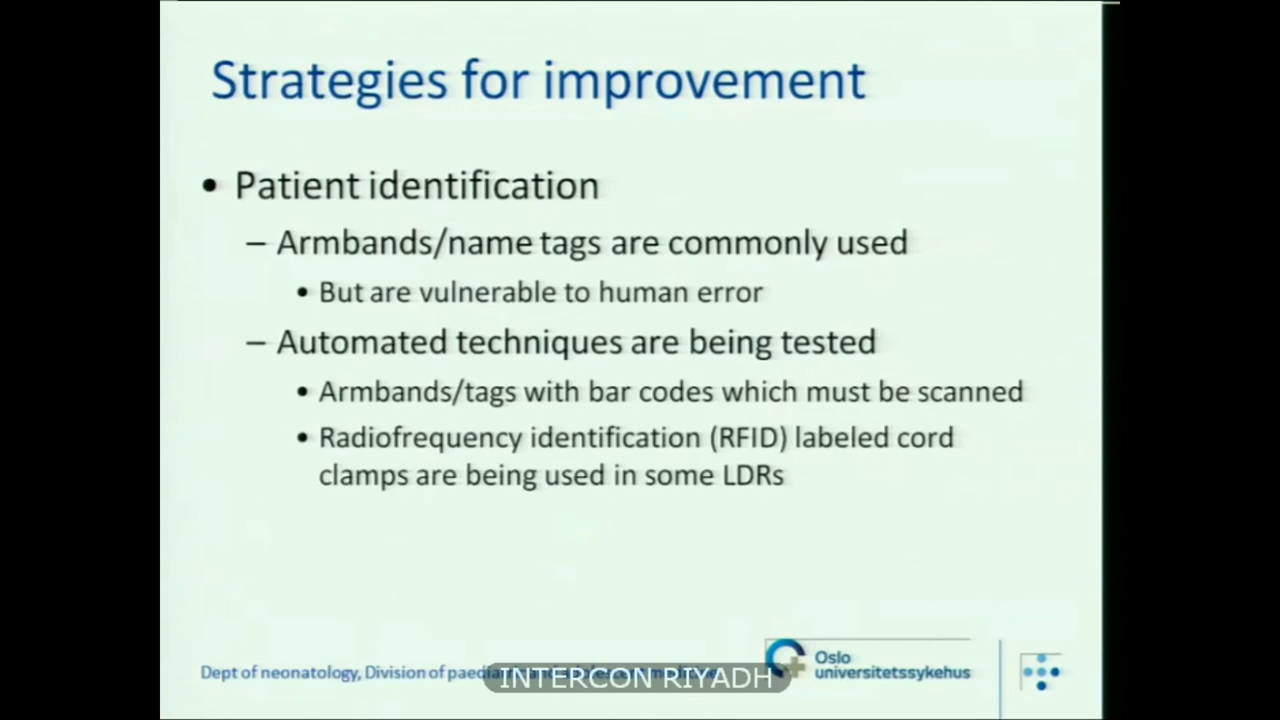 Strategies for improvement
• Patient identification
– Armbands/name tags are commonly used
• But are vulnerable to human error
– Automated techniques are being tested
• Armbands/tags with bar codes which must be scanned
• Radiofrequency identification (RFID) labeled cord
clamps are being used in some LDRs
Dept of neonatology, Division of
INTERCON RIYADH
Oslo
universitetssykehus